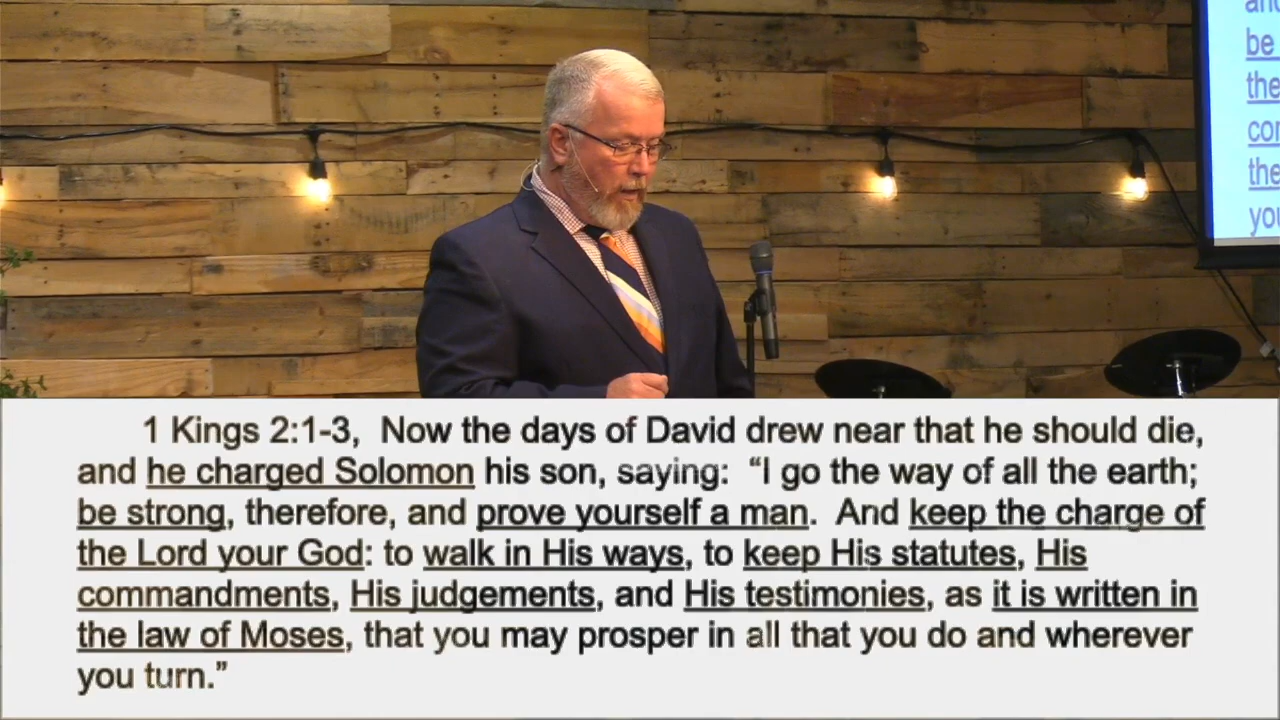 1 Kings 2:1-3, Now the days of David drew near that he should die,
and he charged Solomon his son, saying: “I go the way of all the earth;
be strong, therefore, and prove yourself a man. And keep the charge of
the Lord your God: to walk in His ways, to keep His statutes, His
commandments, His judgements, and His testimonies, as it is written in
the law of Moses, that you may prosper in all that you do and wherever
you turn.”
be
the